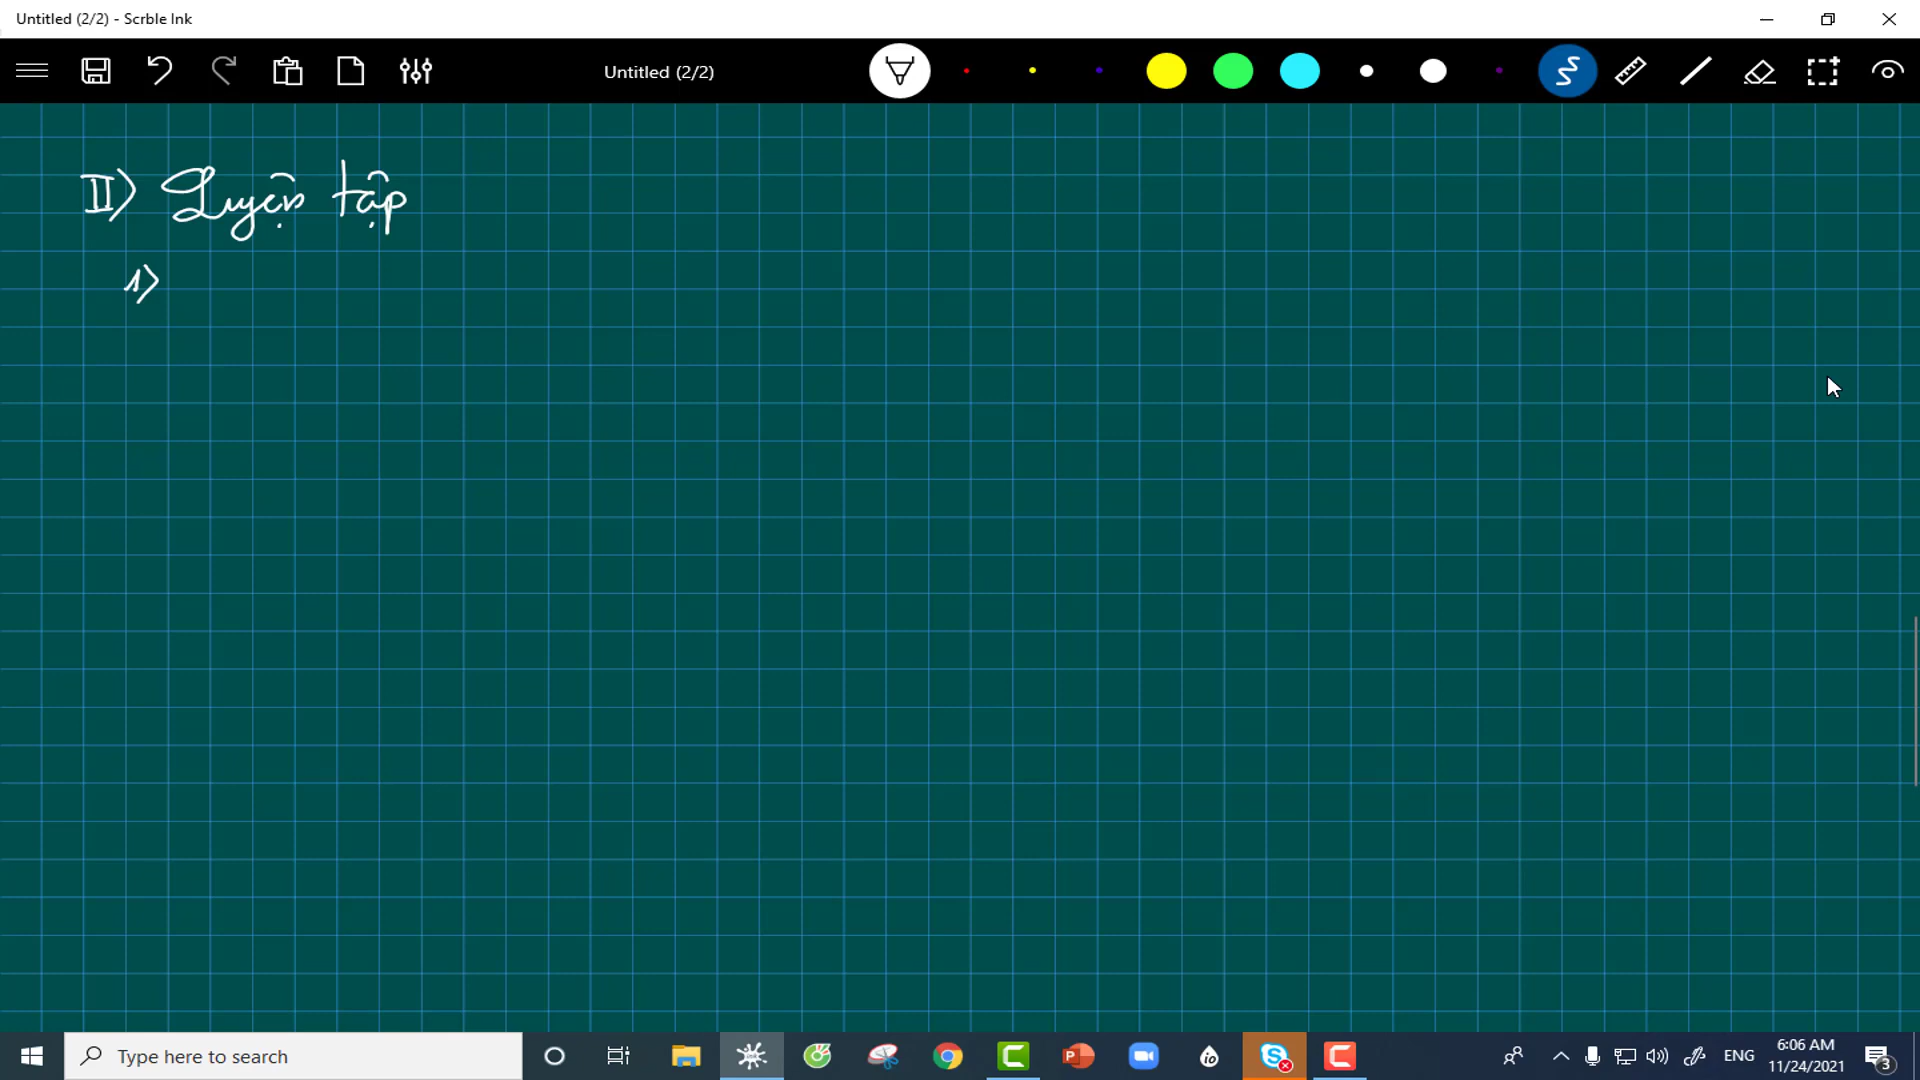 Untitled (2/2) - Scrble Ink
Untitled (2/2)
II) Luyện tập
1)
Type here to search
ENG
6:06 AM
11/24/2021
3